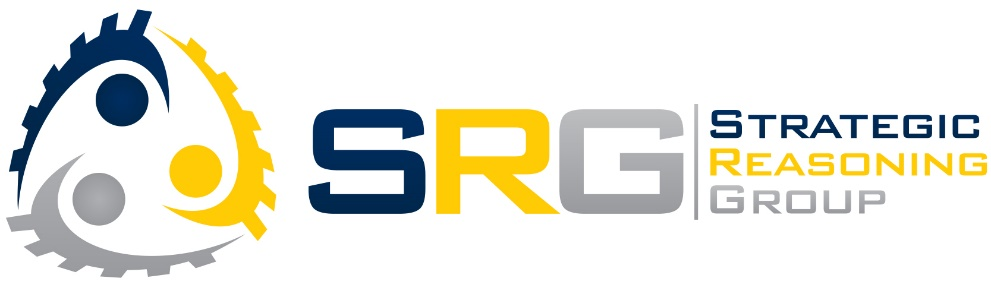 SRG
STRATEGIC
REASONING
GROUP